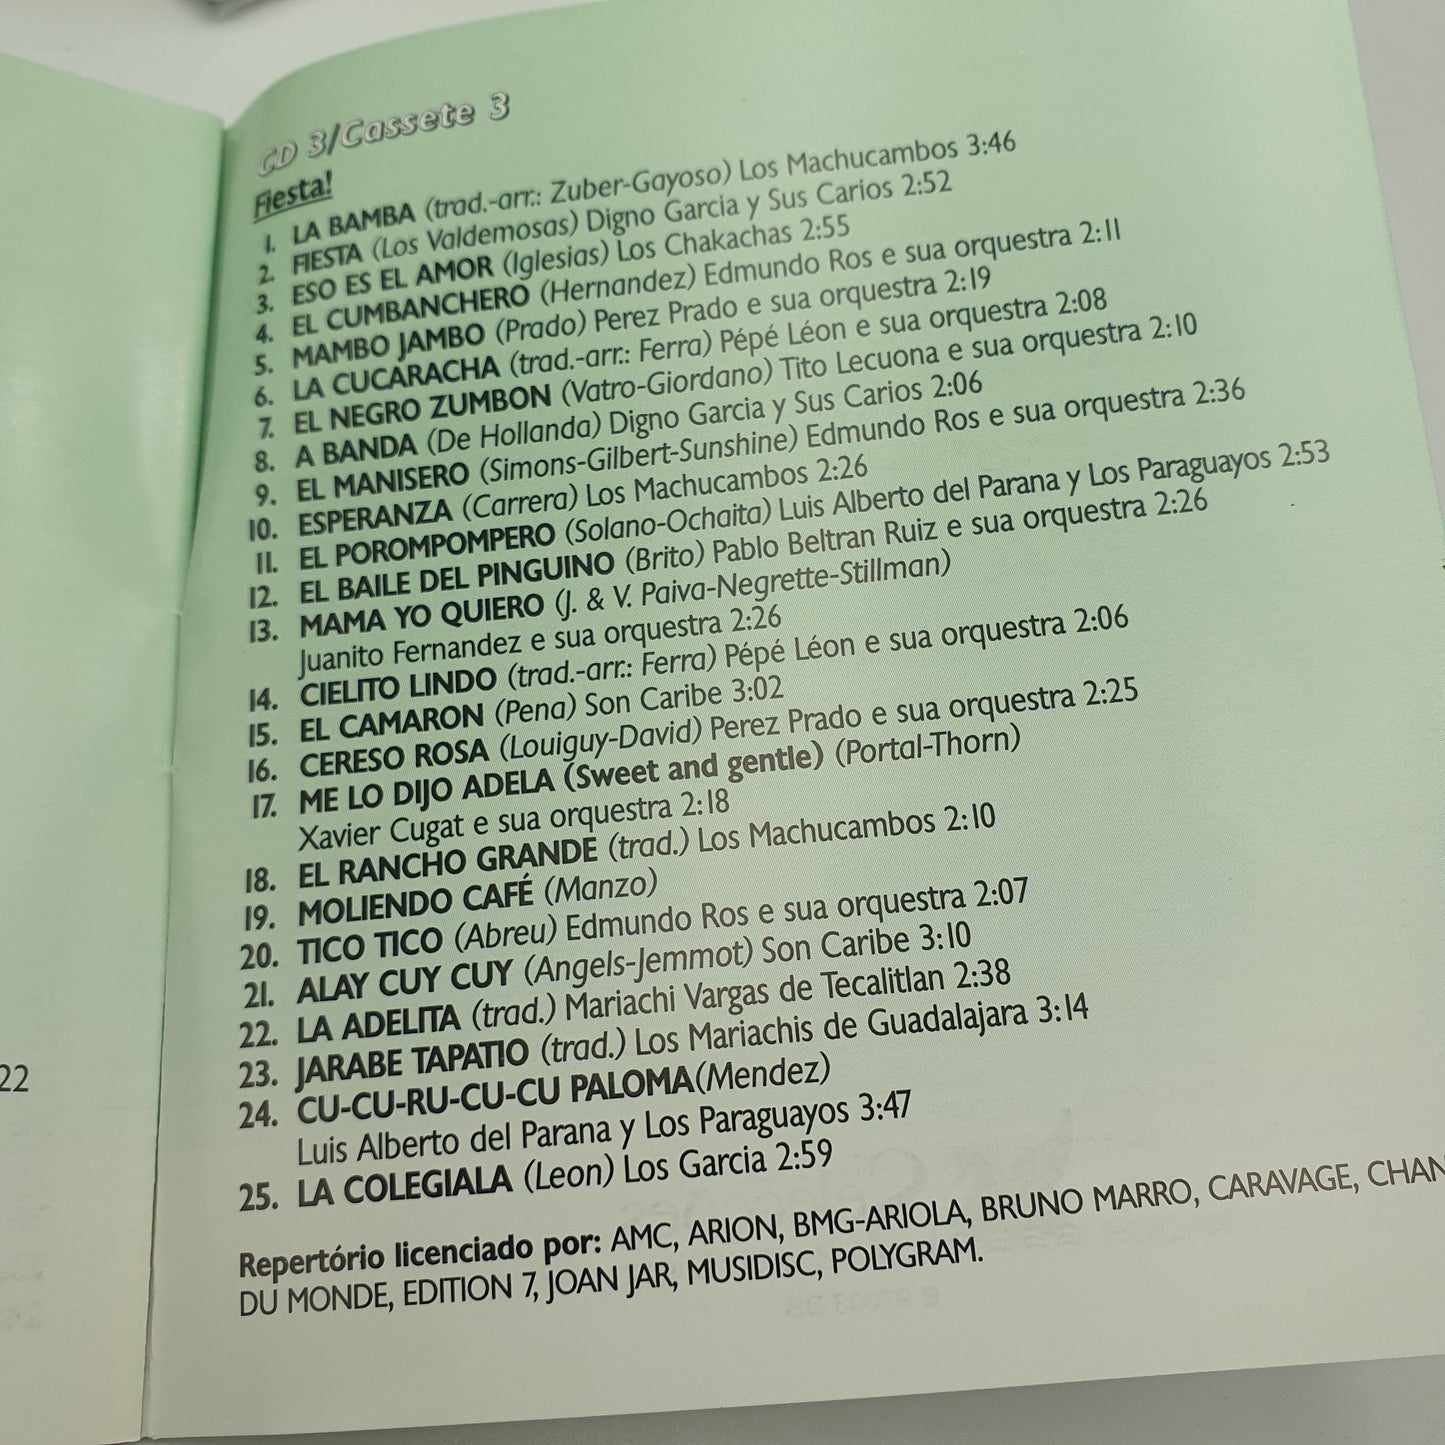 CD 3/Cassete 3
Fiesta!
1. LA BAMBA (trad.-arr.: Zuber-Gayoso) Los Machucambos 3:46
2. FIESTA (Los Valdemosas) Digno Garcia y Sus Carios 2:52
3. ESO ES EL AMOR (Iglesias) Los Chakachas 2:55
4. EL CUMBANCHERO (Hernandez) Edmundo Ros e sua orquestra 2:11
5. MAMBO JAMBO (Prado) Perez Prado e sua orquestra 2:19
6. LA CUCARACHA (trad.-arr.: Ferra) Pépé Léon e sua orquestra 2:08
7. EL NEGRO ZUMBON (Vatro-Giordano) Tito Lecuona e sua orquestra 2:10
8. A BANDA (De Hollanda) Digno Garcia y Sus Carios 2:06
9. EL MANISERO (Simons-Gilbert-Sunshine) Edmundo Ros e sua orquestra 2:36
10. ESPERANZA (Carrera) Los Machucambos 2:26
11. EL POROMPOMPERO (Solano-Ochaita) Luis Alberto del Parana y Los Paraguayos 2:53
12. EL BAILE DEL PINGUINO (Brito) Pablo Beltran Ruiz e sua orquestra 2:26
13. MAMA YO QUIERO (J. & V. Paiva-Negrette-Stillman)
Juanito Fernandez e sua orquestra 2:26
14. CIELITO LINDO (trad.-arr.: Ferra) Pépé Léon e sua orquestra 2:06
15. EL CAMARON (Pena) Son Caribe 3:02
16. CERESO ROSA (Louiguy-David) Perez Prado e sua orquestra 2:25
17. ME LO DIJO ADELA (Sweet and gentle) (Portal-Thorn)
Xavier Cugat e sua orquestra 2:18
18. EL RANCHO GRANDE (trad.) Los Machucambos 2:10
19. MOLIENDO CAFÉ (Manzo)
20. TICO TICO (Abreu) Edmundo Ros e sua orquestra 2:07
21. ALAY CUY CUY (Angels-Jemmot) Son Caribe 3:10
22. LA ADELITA (trad.) Mariachi Vargas de Tecalitlan 2:38
23. JARABE TAPATIO (trad.) Los Mariachis de Guadalajara 3:14
24. CU-CU-RU-CU-CU PALOMA(Mendez)
Luis Alberto del Parana y Los Paraguayos 3:47
25. LA COLEGIALA (Leon) Los Garcia 2:59
Repertório licenciado por: AMC, ARION, BMG-ARIOLA, BRUNO MARRO, CARAVAGE, CHAN
DU MONDE, EDITION 7, JOAN JAR, MUSIDISC, POLYGRAM.
22